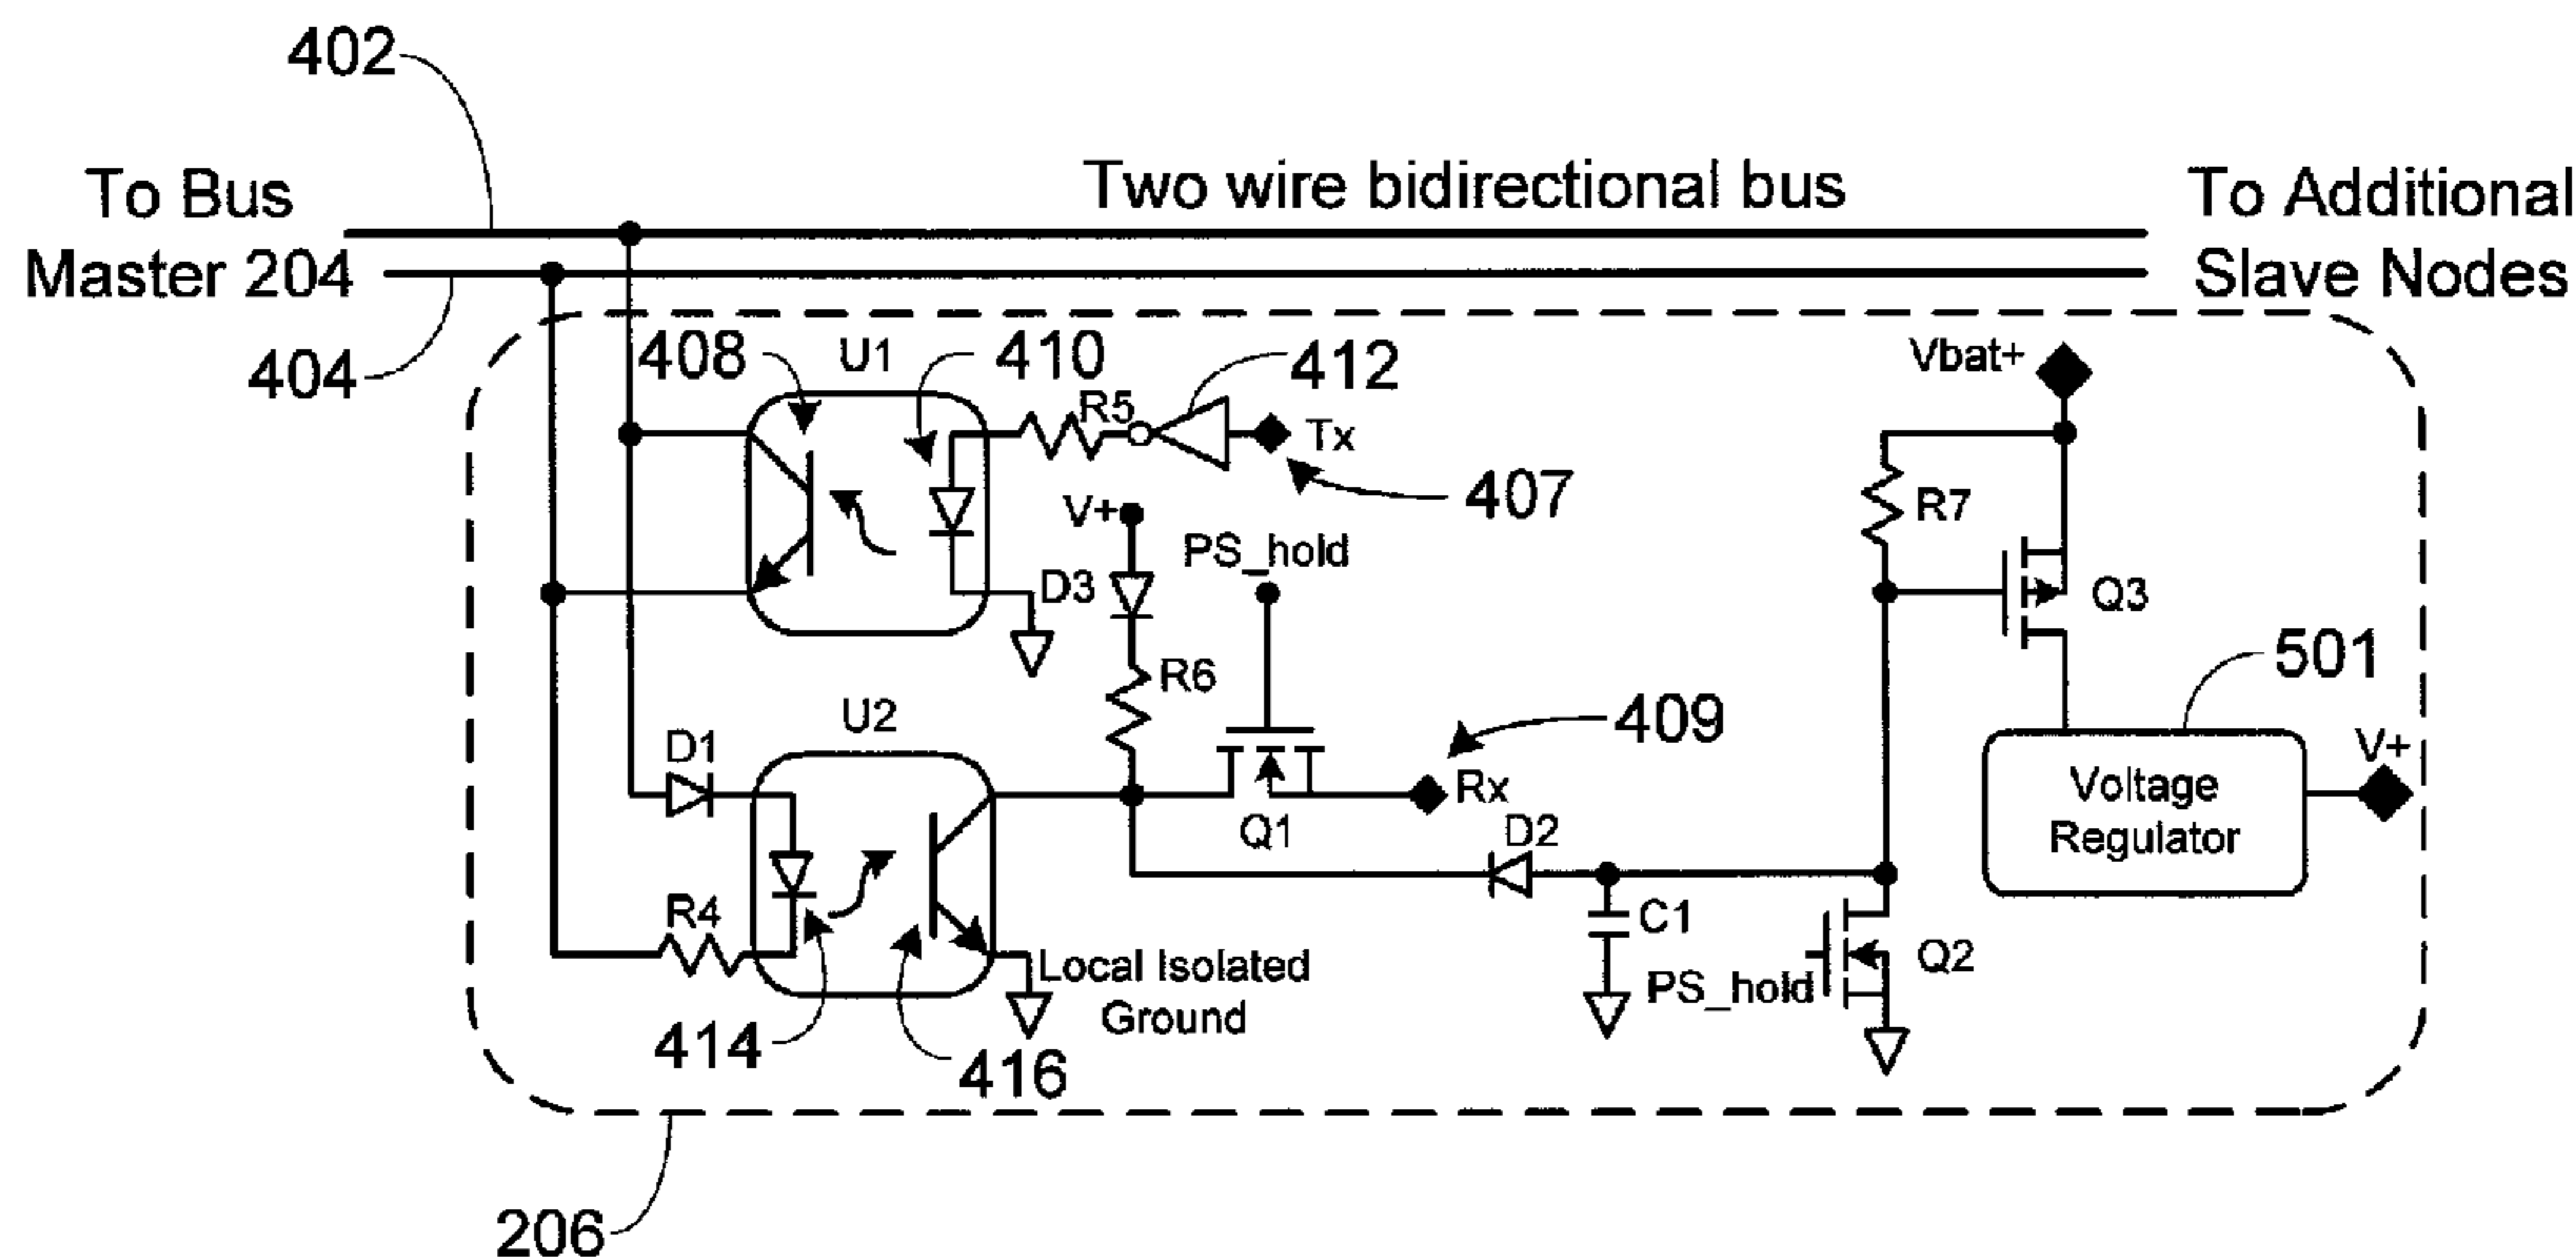 402
To Bus
Master 204
Two wire bidirectional bus
To Additional
Slave Nodes
404
408
U1
410
412
R5
Tx
407
Vbat+
R7
V+
PS_hold
D3
Q3
R6
501
U2
409
D1
V+
Rx
Voltage
Regulator
Q1
D2
R4
C1
Q2
Local Isolated
Ground
PS_hold
414
416
206